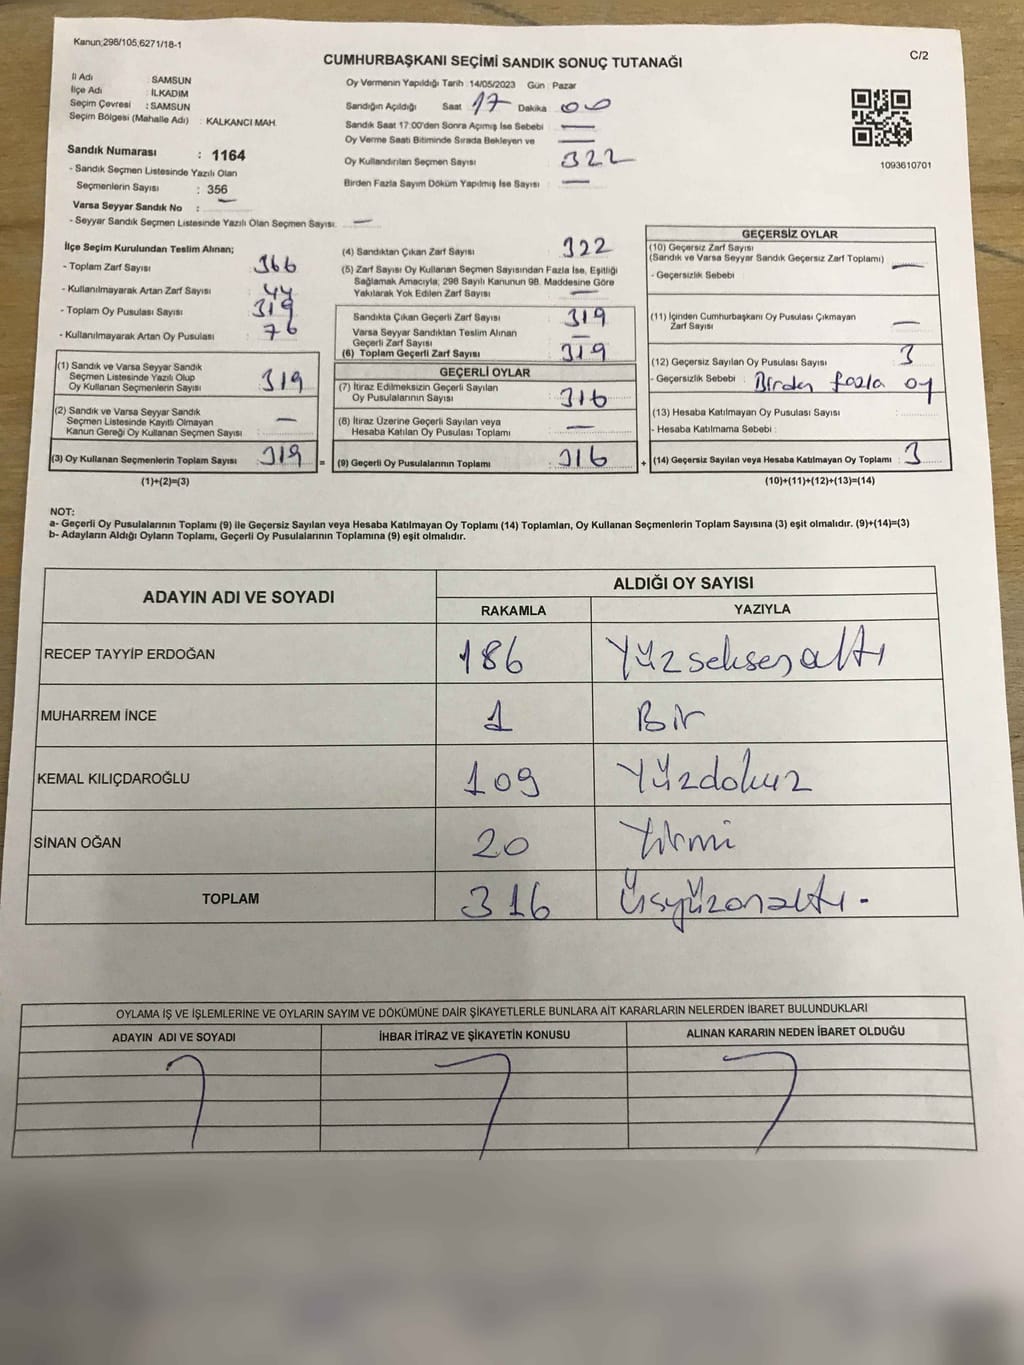 Kanun;298/105,6271/18-1
C/2
CUMHURBAŞKANI SEÇİMİ SANDIK SONUÇ TUTANAĞI
İl Adı : SAMSUN
İlçe Adı : İLKADIM
Seçim Çevresi : SAMSUN
Seçim Bölgesi (Mahalle Adı) : KALKANCI MAH.
Sandık Numarası : 1164
- Sandık Seçmen Listesinde Yazılı Olan
Seçmenlerin Sayısı : 356
Varsa Seyyar Sandık No : —
- Seyyar Sandık Seçmen Listesinde Yazılı Olan Seçmen Sayısı: —
Oy Vermenin Yapıldığı Tarih :14/05/2023 Gün : Pazar
Sandığın Açıldığı Saat 17 Dakika 00
Sandık Saat 17:00'den Sonra Açımış İse Sebebi : —
Oy Verme Saati Bitiminde Sırada Bekleyen ve : —
Oy Kullandırılan Seçmen Sayısı : 322
Birden Fazla Sayım Döküm Yapılmış İse Sayısı : —
1093610701
İlçe Seçim Kurulundan Teslim Alınan;
- Toplam Zarf Sayısı : 366
- Kullanılmayarak Artan Zarf Sayısı : 44
- Toplam Oy Pusulası Sayısı : 319
- Kullanılmayarak Artan Oy Pusulası : 76
(1) Sandık ve Varsa Seyyar Sandık
Seçmen Listesinde Yazılı Olup
Oy Kullanan Seçmenlerin Sayısı : 319
(2) Sandık ve Varsa Seyyar Sandık
Seçmen Listesinde Kayıtlı Olmayan
Kanun Gereği Oy Kullanan Seçmen Sayısı : —
(3) Oy Kullanan Seçmenlerin Toplam Sayısı : 319
(1)+(2)=(3)
(4) Sandıktan Çıkan Zarf Sayısı : 322
(5) Zarf Sayısı Oy Kullanan Seçmen Sayısından Fazla İse, Eşitliği
Sağlamak Amacıyla; 298 Sayılı Kanunun 98. Maddesine Göre
Yakılarak Yok Edilen Zarf Sayısı : —
Sandıkta Çıkan Geçerli Zarf Sayısı : 319
Varsa Seyyar Sandıktan Teslim Alınan
Geçerli Zarf Sayısı : —
(6) Toplam Geçerli Zarf Sayısı : 319
GEÇERLİ OYLAR
(7) İtiraz Edilmeksizin Geçerli Sayılan
Oy Pusulalarının Sayısı : 316
(8) İtiraz Üzerine Geçerli Sayılan veya
Hesaba Katılan Oy Pusulası Toplamı : —
= (9) Geçerli Oy Pusulalarının Toplamı : 316
GEÇERSİZ OYLAR
(10) Geçersiz Zarf Sayısı
(Sandık ve Varsa Seyyar Sandık Geçersiz Zarf Toplamı) : —
- Geçersizlik Sebebi :
(11) İçinden Cumhurbaşkanı Oy Pusulası Çıkmayan
Zarf Sayısı : —
(12) Geçersiz Sayılan Oy Pusulası Sayısı : 3
- Geçersizlik Sebebi : Birden fazla oy
(13) Hesaba Katılmayan Oy Pusulası Sayısı :
- Hesaba Katılmama Sebebi :
+ (14) Geçersiz Sayılan veya Hesaba Katılmayan Oy Toplamı : 3
(10)+(11)+(12)+(13)=(14)
NOT:
a- Geçerli Oy Pusulalarının Toplamı (9) ile Geçersiz Sayılan veya Hesaba Katılmayan Oy Toplamı (14) Toplamları, Oy Kullanan Seçmenlerin Toplam Sayısına (3) eşit olmalıdır. (9)+(14)=(3)
b- Adayların Aldığı Oyların Toplamı, Geçerli Oy Pusulalarının Toplamına (9) eşit olmalıdır.
ADAYIN ADI VE SOYADI ALDIĞI OY SAYISI
RAKAMLA YAZIYLA
RECEP TAYYİP ERDOĞAN 186 Yüzseksenaltı
MUHARREM İNCE 1 Bir
KEMAL KILIÇDAROĞLU 109 Yüzdokuz
SİNAN OĞAN 20 Yirmi
TOPLAM 316 Üçyüzonaltı -
OYLAMA İŞ VE İŞLEMLERİNE VE OYLARIN SAYIM VE DÖKÜMÜNE DAİR ŞİKAYETLERLE BUNLARA AİT KARARLARIN NELERDEN İBARET BULUNDUKLARI
ADAYIN ADI VE SOYADI İHBAR İTİRAZ VE ŞİKAYETİN KONUSU ALINAN KARARIN NEDEN İBARET OLDUĞU